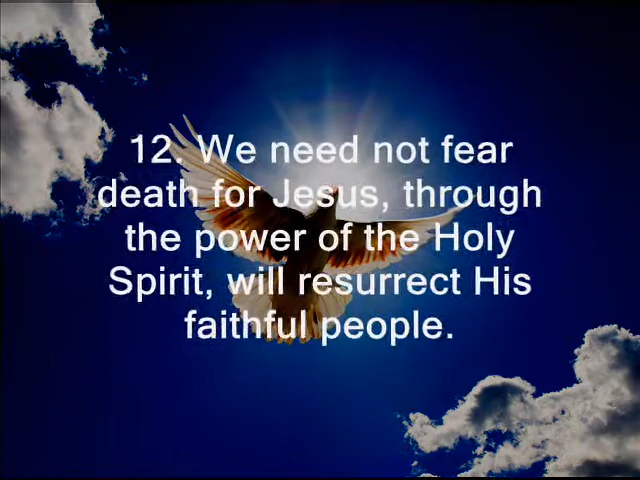 12. We need not fear
death for Jesus, through
the power of the Holy
Spirit, will resurrect His
faithful people.